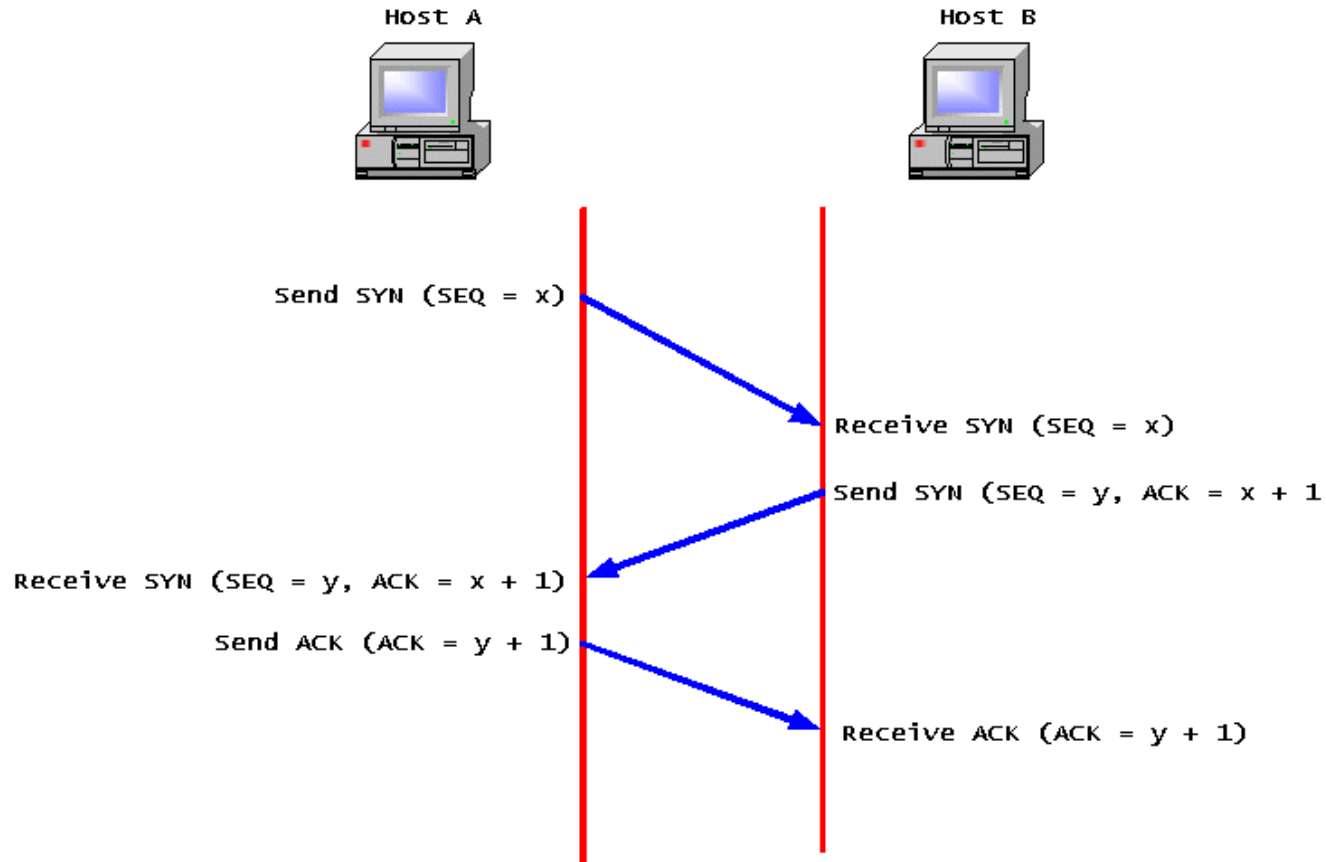 Host A
Host B
Send SYN (SEQ = x)
Receive SYN (SEQ = x)
Send SYN (SEQ = y, ACK = x + 1
Receive SYN (SEQ = y, ACK = x + 1)
Send ACK (ACK = y + 1)
Receive ACK (ACK = y + 1)